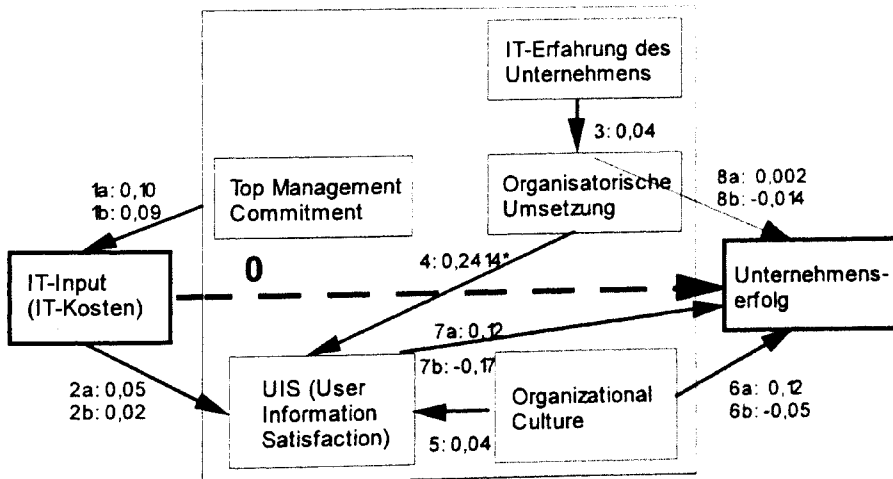 IT-Erfahrung des
Unternehmens
3: 0,04
1a: 0,10
1b: 0,09
Top Management
Commitment
Organisatorische
Umsetzung
8a: 0,002
8b: -0,014
IT-Input
(IT-Kosten)
0
4: 0,2414*
Unternehmens-
erfolg
7a: 0,12
7b: -0,17
2a: 0,05
2b: 0,02
UIS (User
Information
Satisfaction)
5: 0,04
Organizational
Culture
6a: 0,12
6b: -0,05